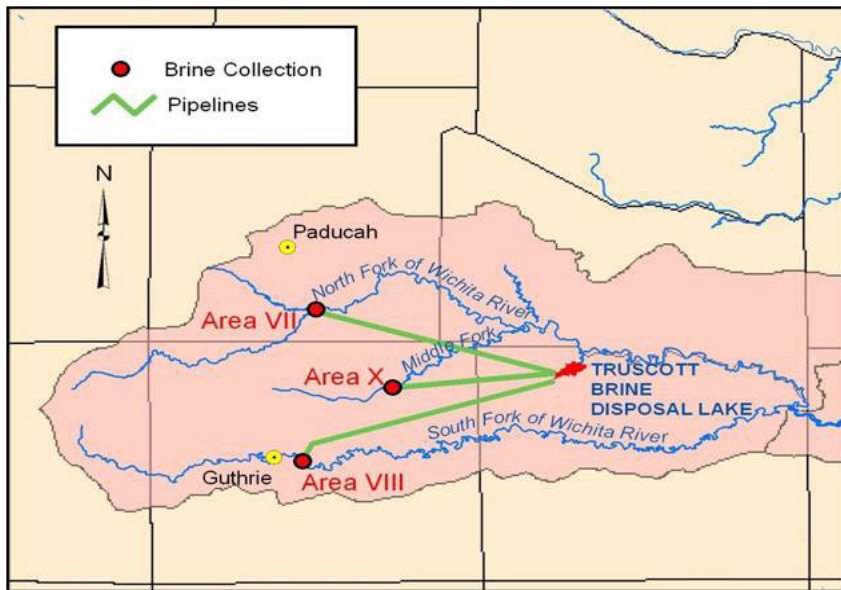 Brine Collection
Pipelines
N
Paducah
North Fork of Wichita River
Area VII
Middle Fork
Area X
TRUSCOTT
BRINE
DISPOSAL LAKE
South Fork of Wichita River
Guthrie
Area VIII